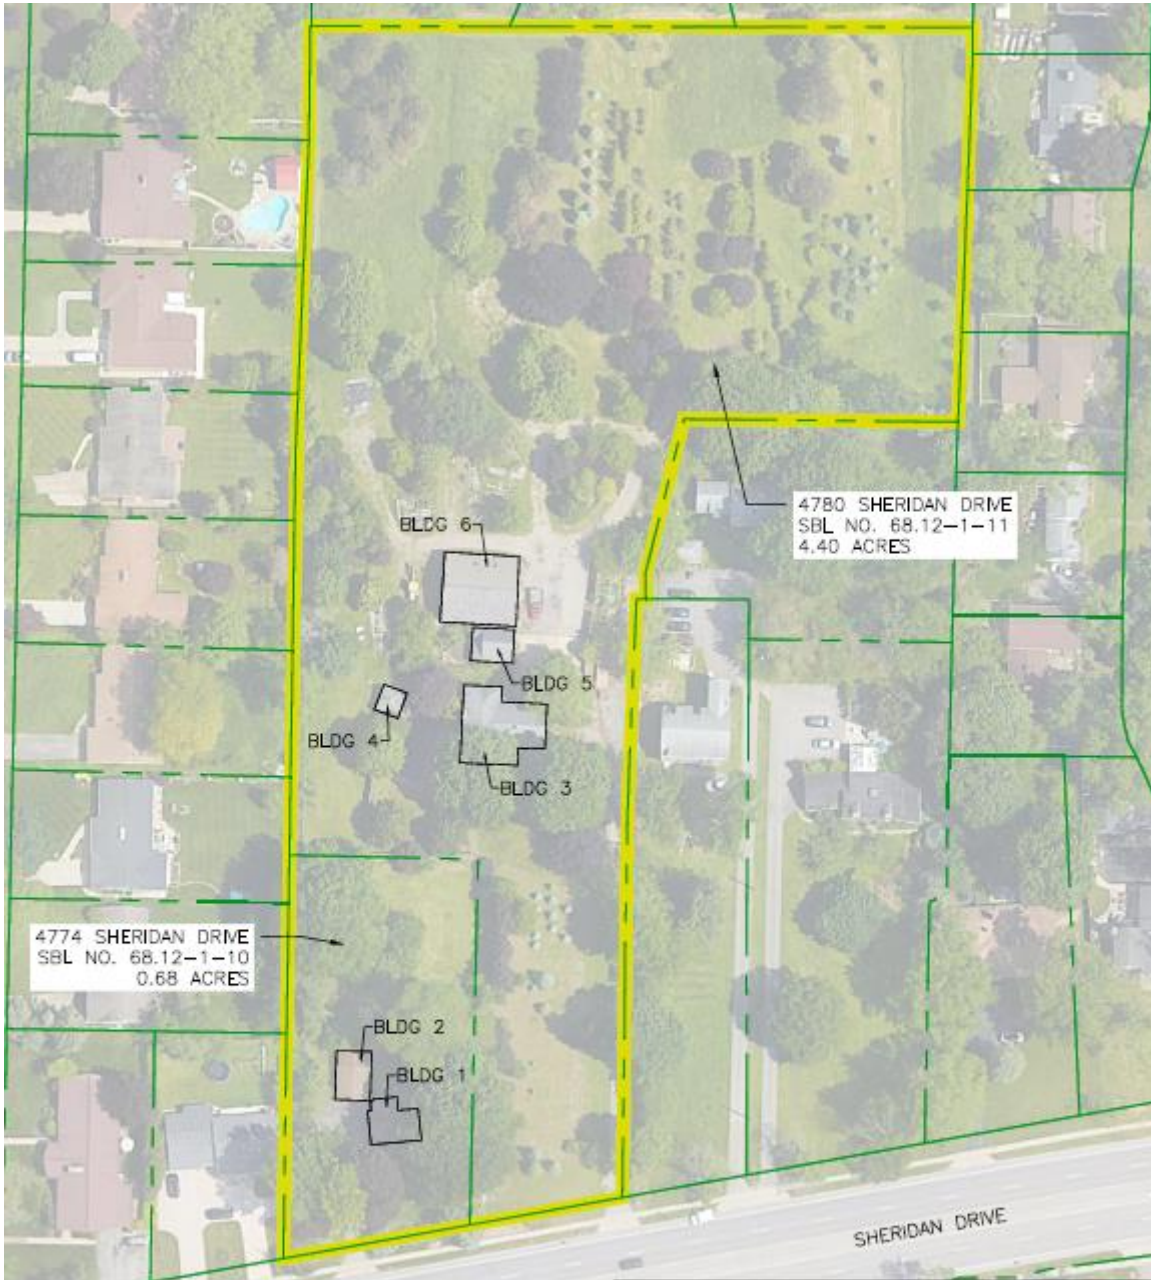 4780 SHERIDAN DRIVE
SBL NO. 68.12-1-11
4.40 ACRES
BLDG 6
BLDG 5
BLDG 4
BLDG 3
4774 SHERIDAN DRIVE
SBL NO. 68.12-1-10
0.68 ACRES
BLDG 2
BLDG 1
SHERIDAN DRIVE